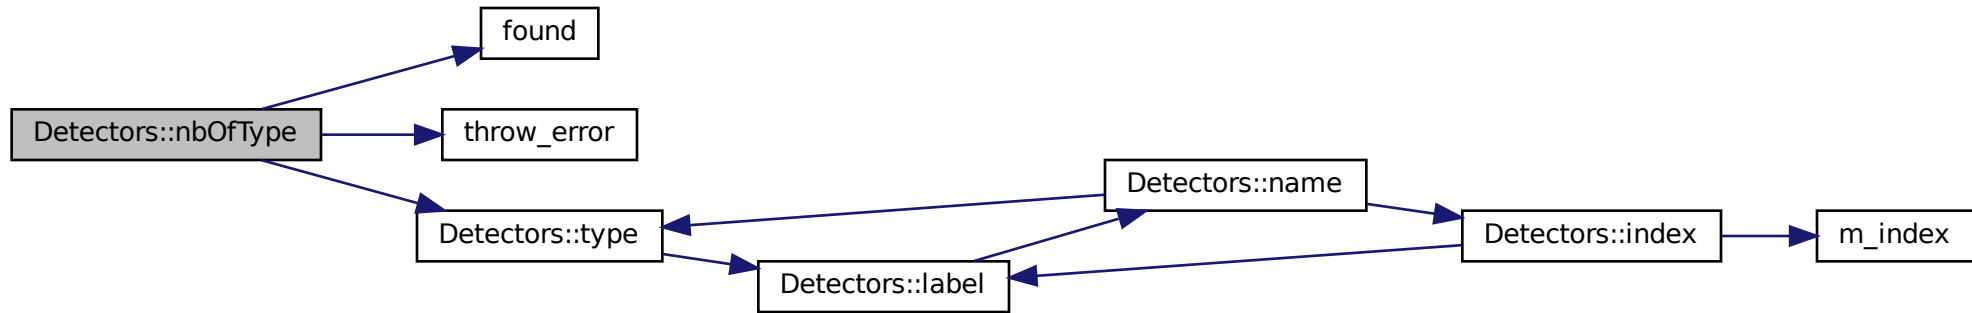 found
Detectors::nbOfType
throw_error
Detectors::name
Detectors::type
Detectors::index
m_index
Detectors::label